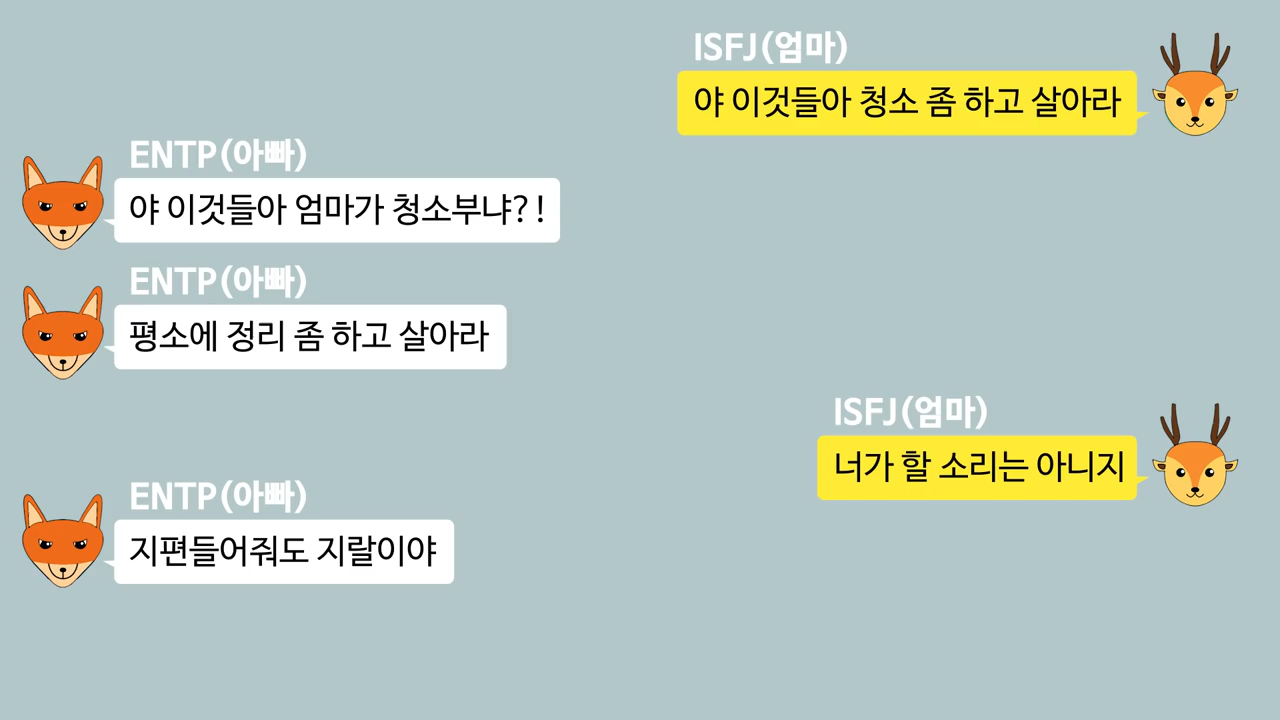 ISFJ(엄마)
야 이것들아 청소 좀 하고 살아라
ENTP(아빠)
야 이것들아 엄마가 청소부냐?!
ENTP(아빠)
평소에 정리 좀 하고 살아라
ISFJ(엄마)
너가 할 소리는 아니지
ENTP(아빠)
지편들어줘도 지랄이야